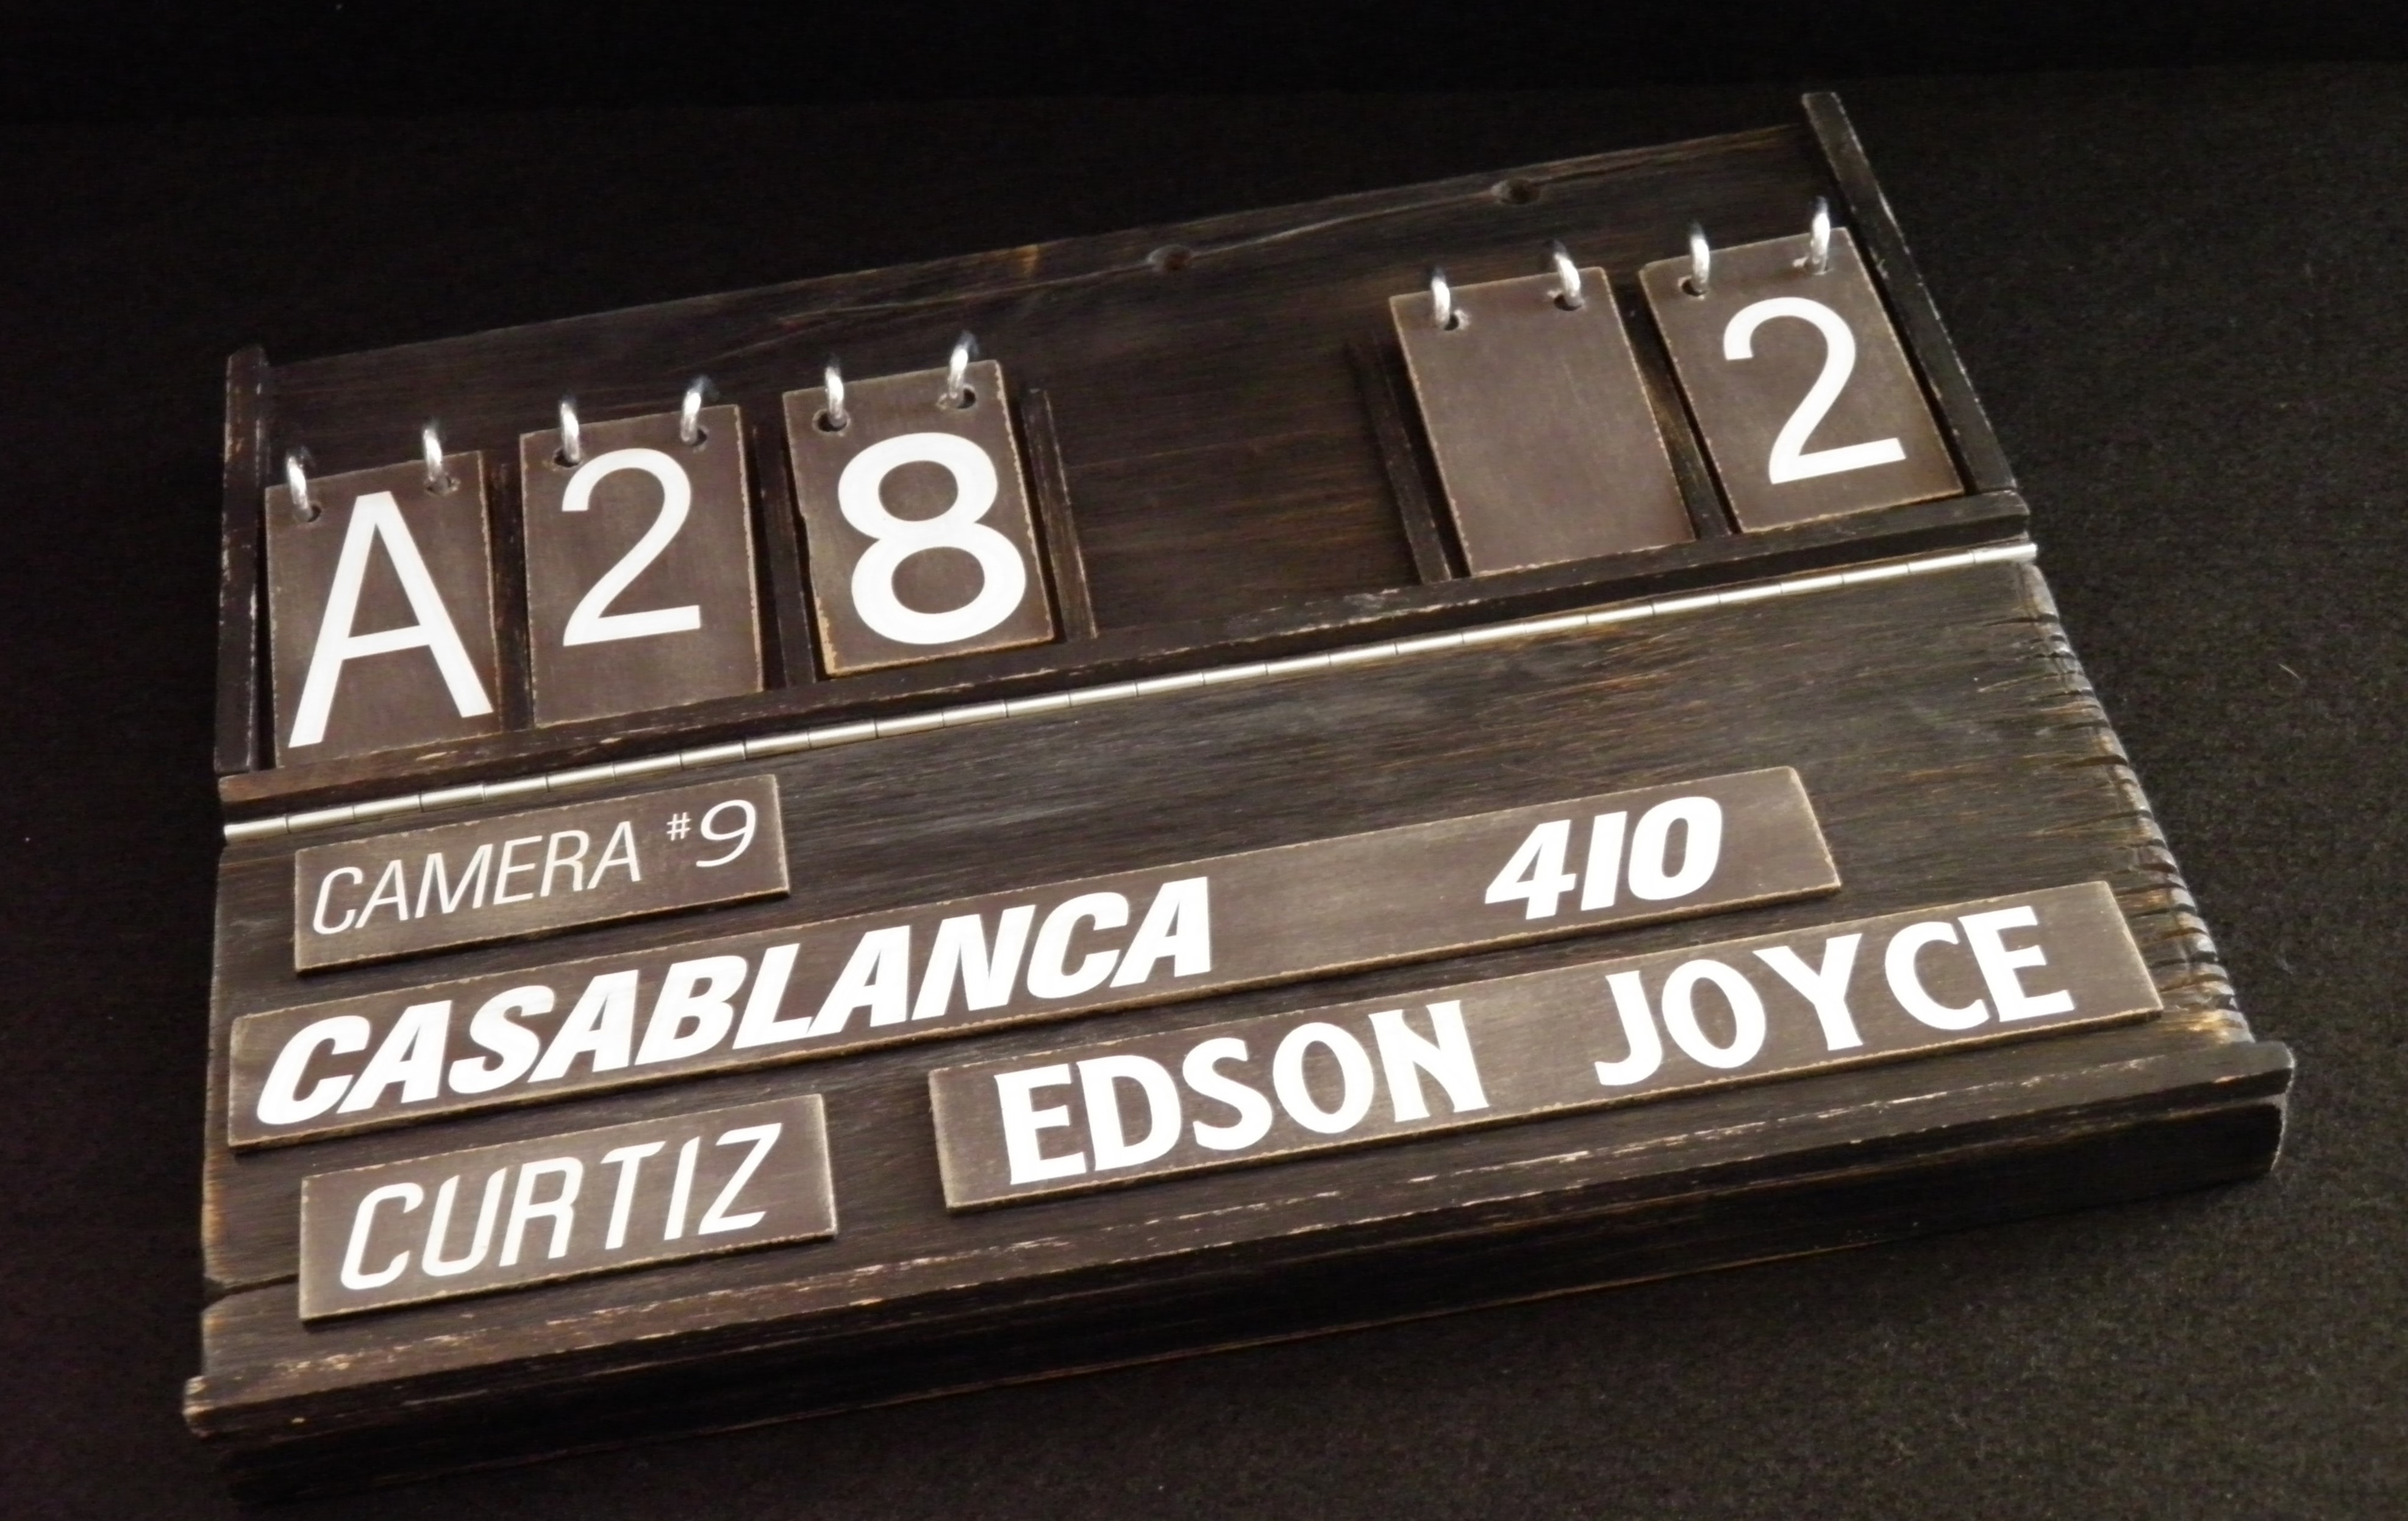 A28 2
CAMERA #9
CASABLANCA 410
CURTIZ EDSON JOYCE